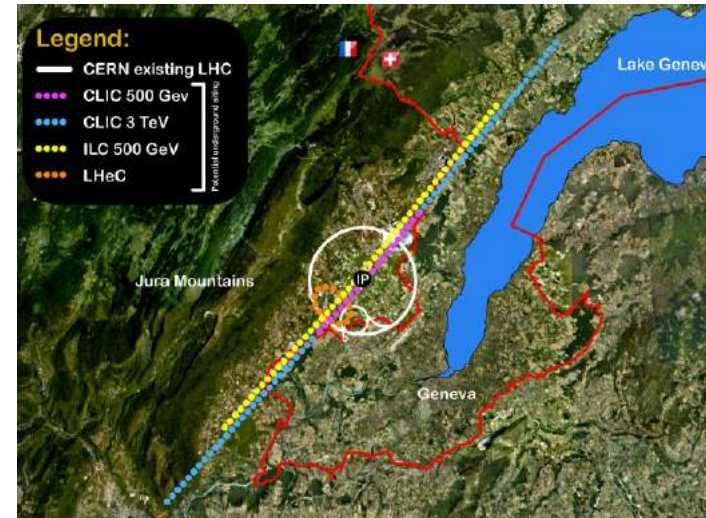 Legend:
CERN existing LHC
CLIC 500 Gev
CLIC 3 TeV
ILC 500 GeV
LHeC
Potential underground siting
Lake Genev
Jura Mountains
IP
Geneva